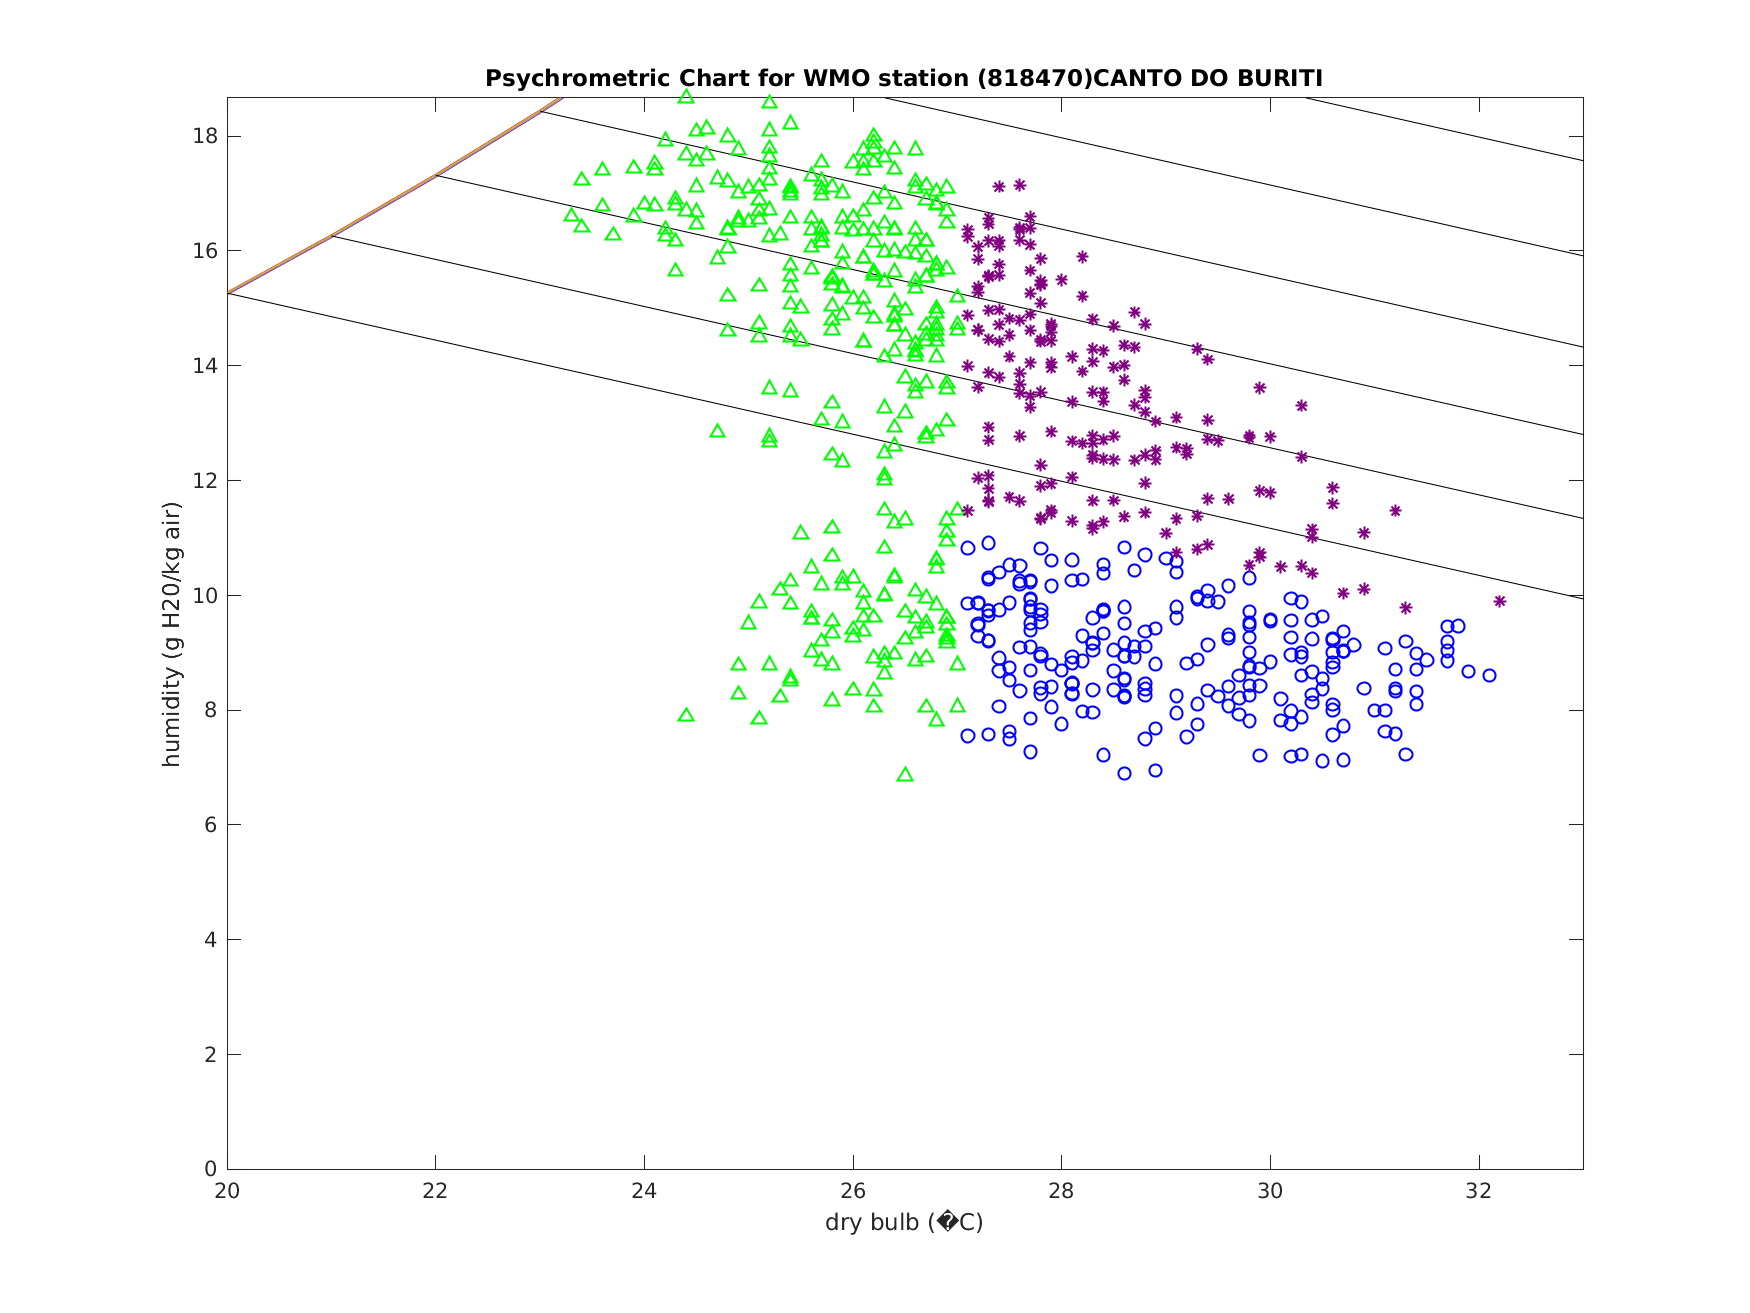 Psychrometric Chart for WMO station (818470)CANTO DO BURITI
18
16
14
12
10
8
6
4
2
0
humidity (g H20/kg air)
20 22 24 26 28 30 32
dry bulb (�C)